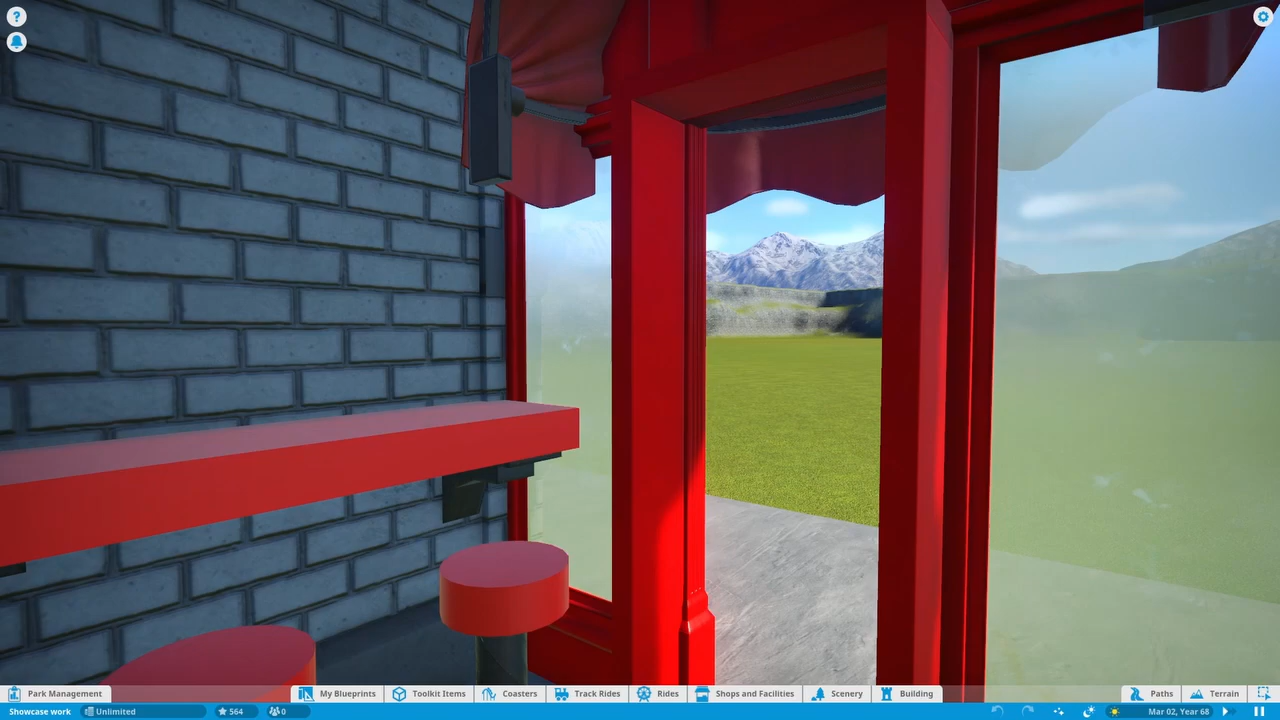 ?
Park Management
My Blueprints
Toolkit Items
Coasters
Track Rides
Rides
Shops and Facilities
Scenery
Building
Paths
Terrain
Showcase work
Unlimited
564
0
Mar 02, Year 68